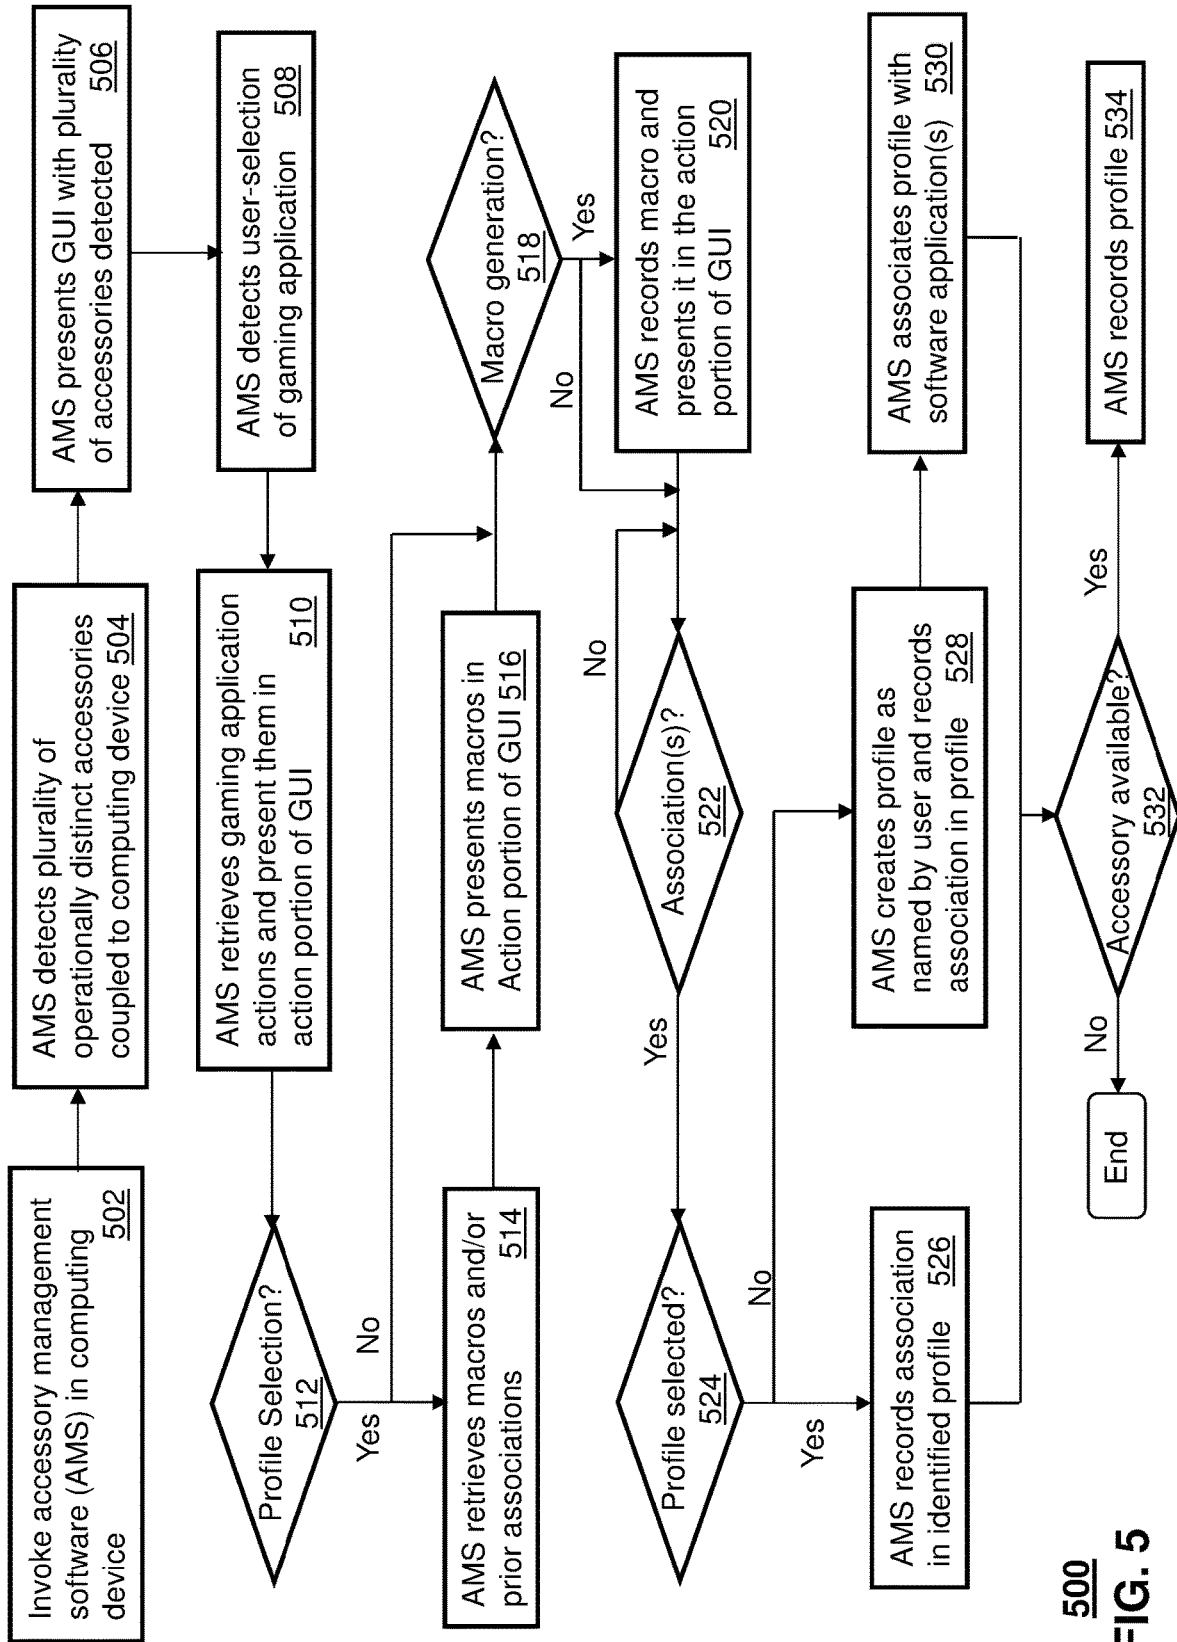 Invoke accessory management
software (AMS) in computing
device
502
AMS detects plurality of
operationally distinct accessories
coupled to computing device 504
AMS presents GUI with plurality
of accessories detected 506
AMS detects user-selection
of gaming application 508
AMS retrieves gaming application
actions and present them in
action portion of GUI 510
Profile Selection?
512
Yes
No
AMS retrieves macros and/or
prior associations 514
AMS presents macros in
Action portion of GUI 516
Macro generation?
518
Yes
No
AMS records macro and
presents it in the action
portion of GUI 520
Association(s)?
522
No
Yes
Profile selected?
524
No
Yes
AMS records association
in identified profile 526
AMS creates profile as
named by user and records
association in profile 528
AMS associates profile with
software application(s) 530
Accessory available?
532
No
Yes
End
AMS records profile 534
500
FIG. 5